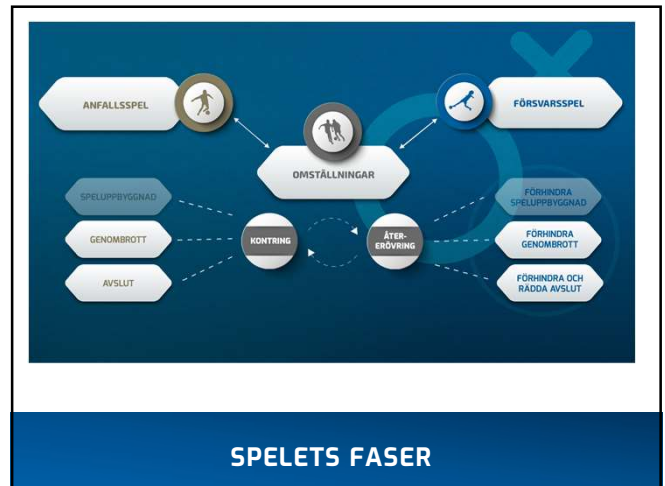 ANFALLSSPEL
FÖRSVARSSPEL
OMSTÄLLNINGAR
SPELUPPBYGGNAD
GENOMBROTT
AVSLUT
KONTRING
ÅTER-
ERÖVRING
FÖRHINDRA
SPELUPPBYGGNAD
FÖRHINDRA
GENOMBROTT
FÖRHINDRA OCH
RÄDDA AVSLUT
SPELETS FASER